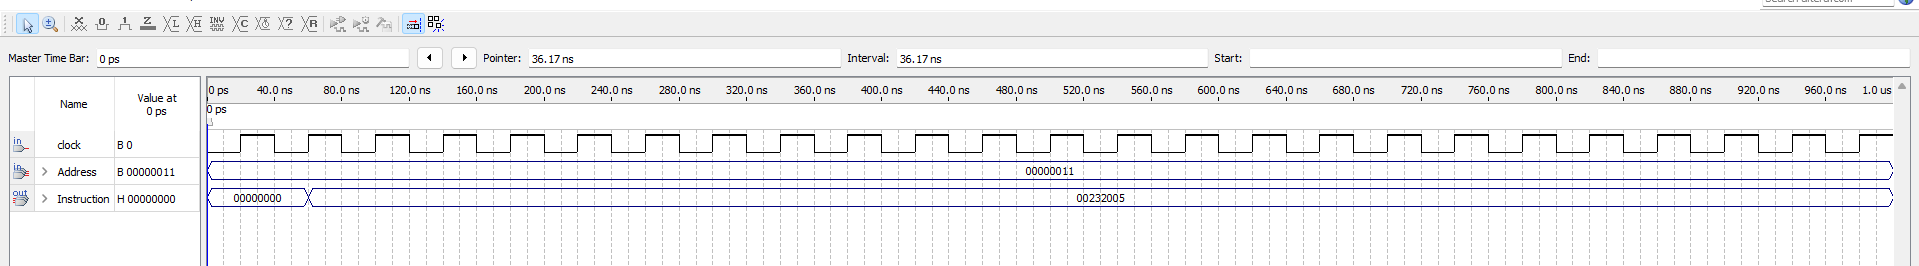 Master Time Bar: 0 ps Pointer: 36.17 ns Interval: 36.17 ns Start: End:
Name Value at 0 ps
0 ps 40.0 ns 80.0 ns 120.0 ns 160.0 ns 200.0 ns 240.0 ns 280.0 ns 320.0 ns 360.0 ns 400.0 ns 440.0 ns 480.0 ns 520.0 ns 560.0 ns 600.0 ns 640.0 ns 680.0 ns 720.0 ns 760.0 ns 800.0 ns 840.0 ns 880.0 ns 920.0 ns 960.0 ns 1.0 us
0 ps
in clock B 0
in Address B 00000011 00000011
out Instruction H 00000000 00000000 00232005